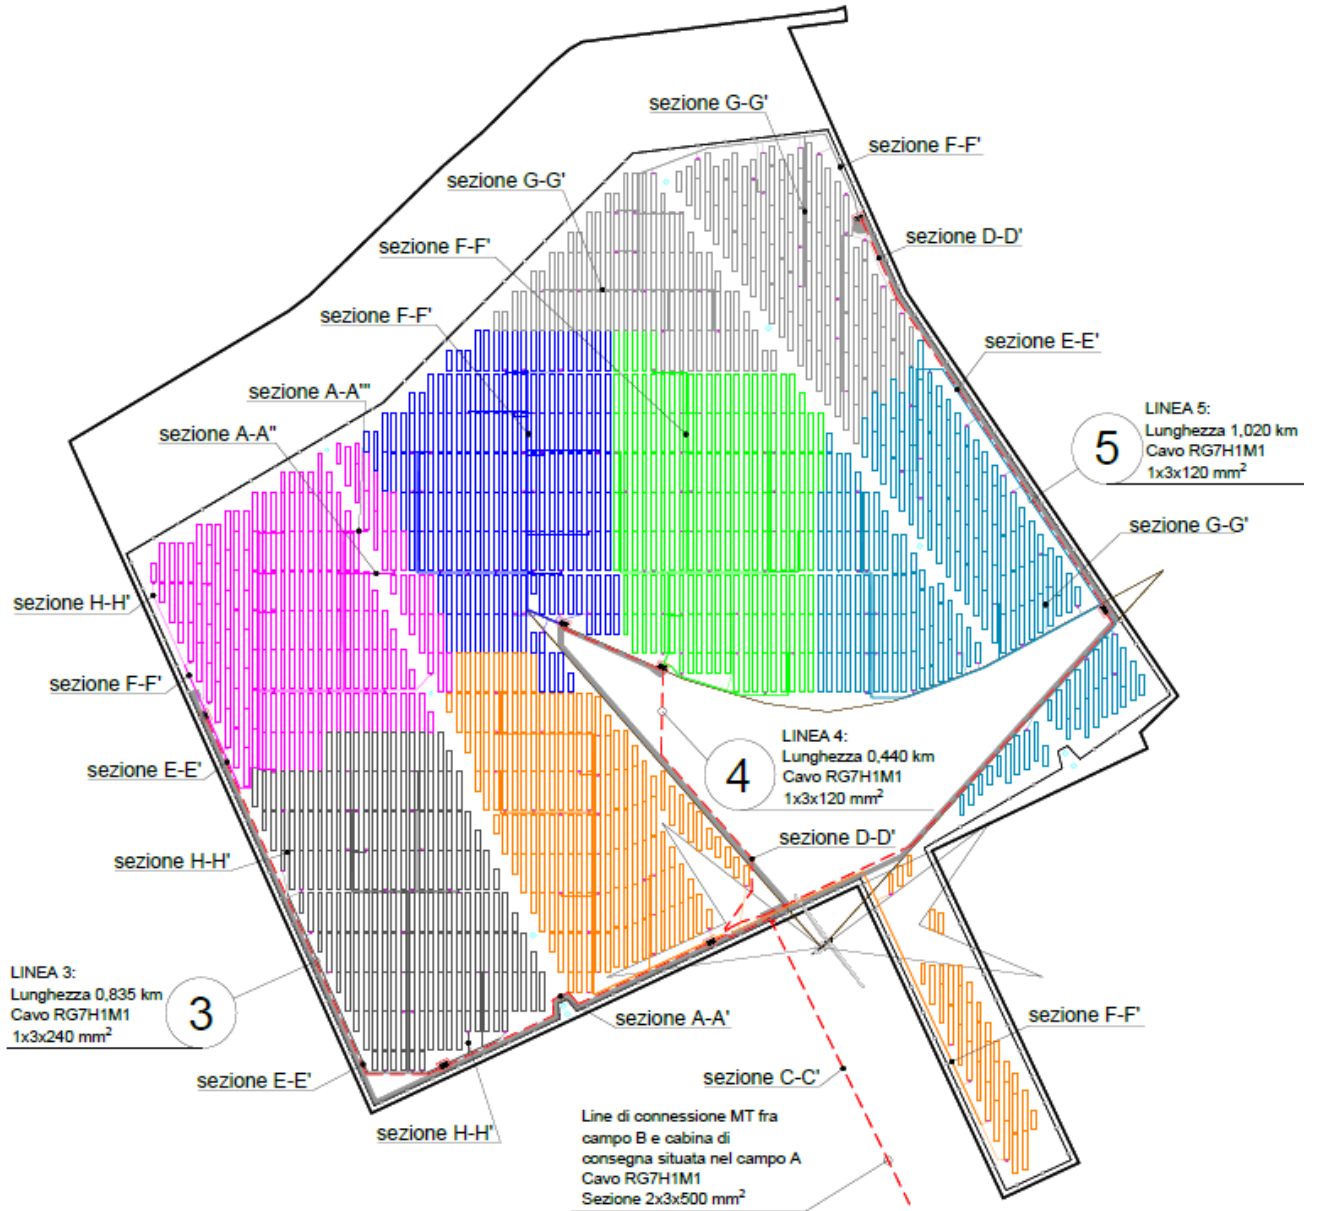 sezione G-G'
sezione F-F'
sezione G-G'
sezione D-D'
sezione F-F'
sezione F-F'
sezione E-E'
sezione A-A'''
sezione A-A''
LINEA 5:
Lunghezza 1,020 km
Cavo RG7H1M1
1x3x120 mm²
5
sezione G-G'
sezione H-H'
sezione F-F'
sezione E-E'
LINEA 4:
Lunghezza 0,440 km
Cavo RG7H1M1
1x3x120 mm²
4
sezione D-D'
sezione H-H'
LINEA 3:
Lunghezza 0,835 km
Cavo RG7H1M1
1x3x240 mm²
3
sezione A-A'
sezione F-F'
sezione E-E'
sezione C-C'
sezione H-H'
Line di connessione MT fra
campo B e cabina di
consegna situata nel campo A
Cavo RG7H1M1
Sezione 2x3x500 mm²